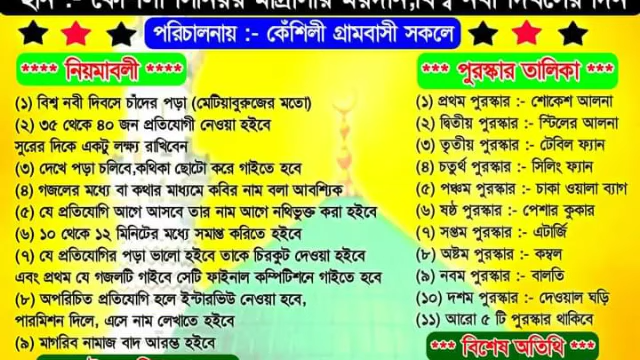 স্থান :- কেঁশিলী সিনিয়র মাদ্রাসার ময়দান,বিশ্ব নবী দিবসের দিন
পরিচালনায় :- কেঁশিলী গ্রামবাসী সকলে
**** নিয়মাবলী ****
(১) বিশ্ব নবী দিবসে চাঁদের পড়া (মেটিয়াবুরুজের মতো)
(২) ৩৫ থেকে ৪০ জন প্রতিযোগী নেওয়া হইবে
সুরের দিকে একটু লক্ষ্য রাখিবেন
(৩) দেখে পড়া চলিবে,কথিকা ছোটো করে গাইতে হবে
(৪) গজলের মধ্যে বা কথার মাধ্যমে কবির নাম বলা আবশ্যিক
(৫) যে প্রতিযোগি আগে আসবে তার নাম আগে নথিভুক্ত করা হইবে
(৬) ১০ থেকে ১২ মিনিটের মধ্যে সমাপ্ত করিতে হইবে
(৭) যে প্রতিযোগির পড়া ভালো হইবে তাকে চিরকুট দেওয়া হইবে
এবং প্রথম যে গজলটি গাইবে সেটি ফাইনাল কম্পিটিশনে গাইতে হবে
(৮) অপরিচিত প্রতিযোগি হলে ইন্টারভিউ নেওয়া হবে,
পারমিশন দিলে, এসে নাম লেখাতে হইবে
(৯) মাগরিব নামাজ বাদ আরম্ভ হইবে
*** পুরস্কার তালিকা ***
(১) প্রথম পুরস্কার :- শোকেশ আলনা
(২) দ্বিতীয় পুরস্কার :- স্টিলের আলনা
(৩) তৃতীয় পুরস্কার :- টেবিল ফ্যান
(৪) চতুর্থ পুরস্কার :- সিলিং ফ্যান
(৫) পঞ্চম পুরস্কার :- চাকা ওয়ালা ব্যাগ
(৬) ষষ্ঠ পুরস্কার :- পেশার কুকার
(৭) সপ্তম পুরস্কার :- এটার্জি
(৮) অষ্টম পুরস্কার :- কম্বল
(৯) নবম পুরস্কার :- বালতি
(১০) দশম পুরস্কার :- দেওয়াল ঘড়ি
(১১) আরো ৫ টি পুরস্কার থাকিবে
** বিশেষ অতিথি **